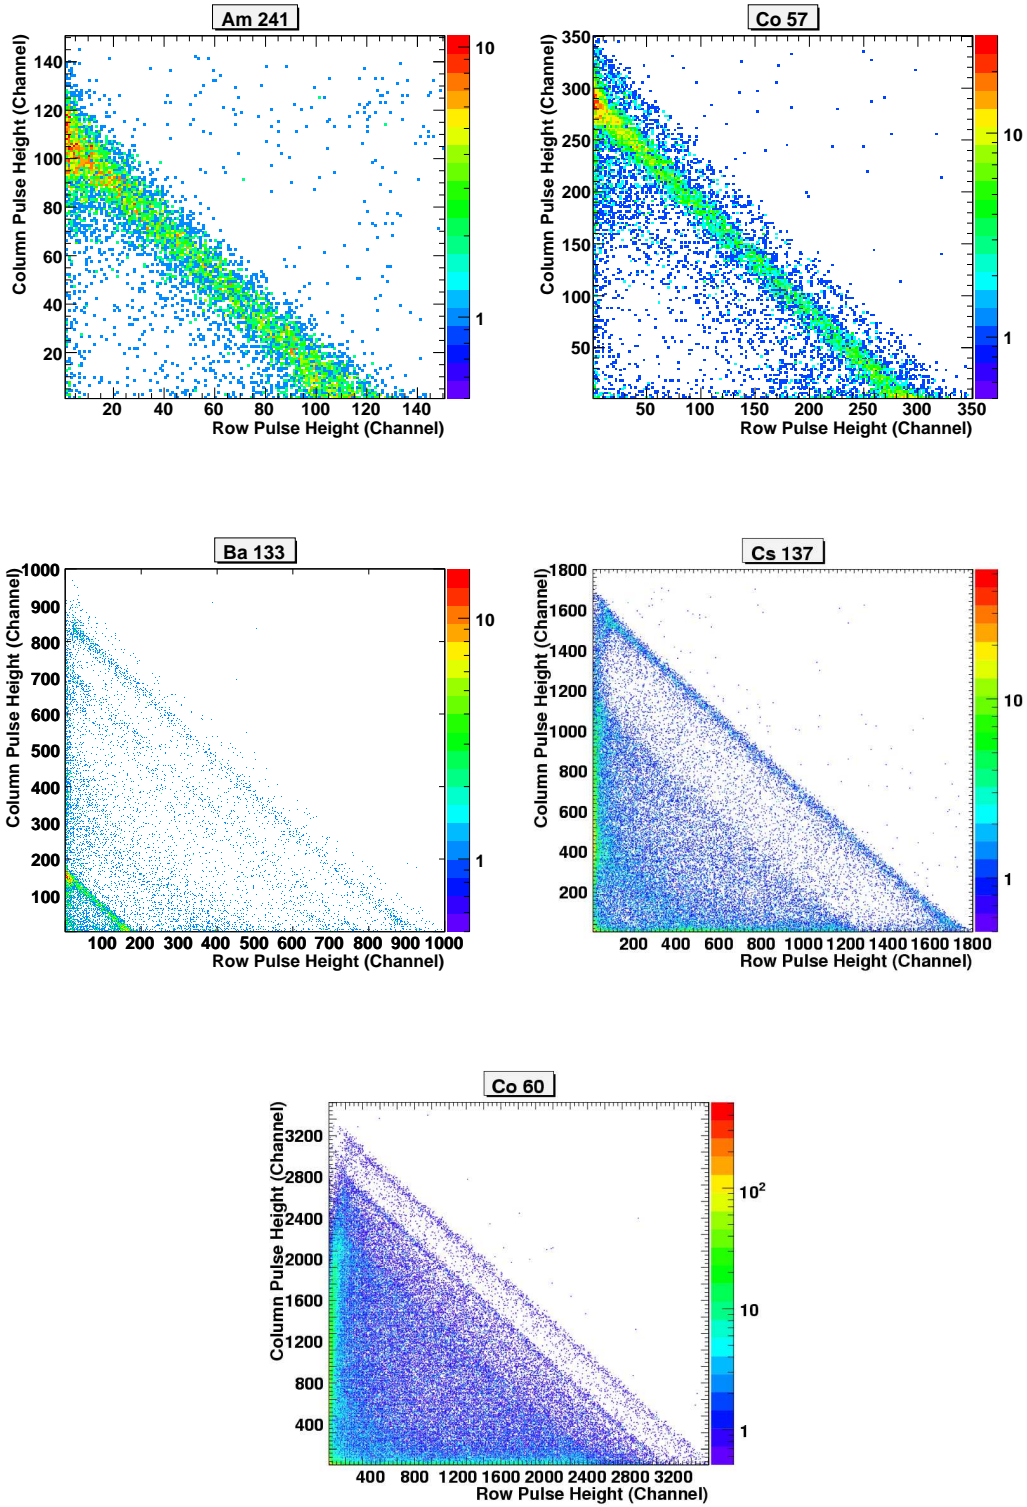 Am 241
Column Pulse Height (Channel)
140
120
100
80
60
40
20
20 40 60 80 100 120 140
Row Pulse Height (Channel)
10
1
Co 57
Column Pulse Height (Channel)
350
300
250
200
150
100
50
50 100 150 200 250 300 350
Row Pulse Height (Channel)
10
1
Ba 133
Column Pulse Height (Channel)
1000
900
800
700
600
500
400
300
200
100
100 200 300 400 500 600 700 800 900 1000
Row Pulse Height (Channel)
10
1
Cs 137
Column Pulse Height (Channel)
1800
1600
1400
1200
1000
800
600
400
200
200 400 600 800 1000 1200 1400 1600 1800
Row Pulse Height (Channel)
10
1
Co 60
Column Pulse Height (Channel)
3200
2800
2400
2000
1600
1200
800
400
400 800 1200 1600 2000 2400 2800 3200
Row Pulse Height (Channel)
10²
10
1